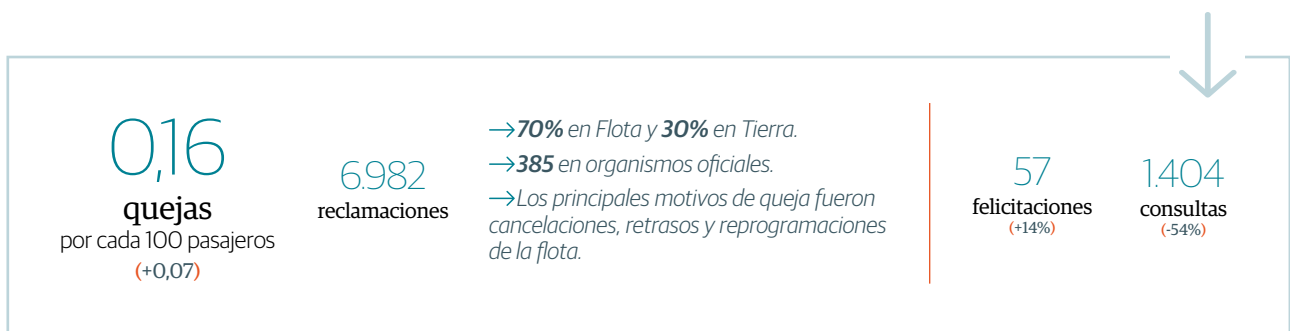 0,16
quejas
por cada 100 pasajeros
(+0,07)
6.982
reclamaciones
→70% en Flota y 30% en Tierra.
→385 en organismos oficiales.
→Los principales motivos de queja fueron
cancelaciones, retrasos y reprogramaciones
de la flota.
57
felicitaciones
(+14%)
1.404
consultas
(-54%)